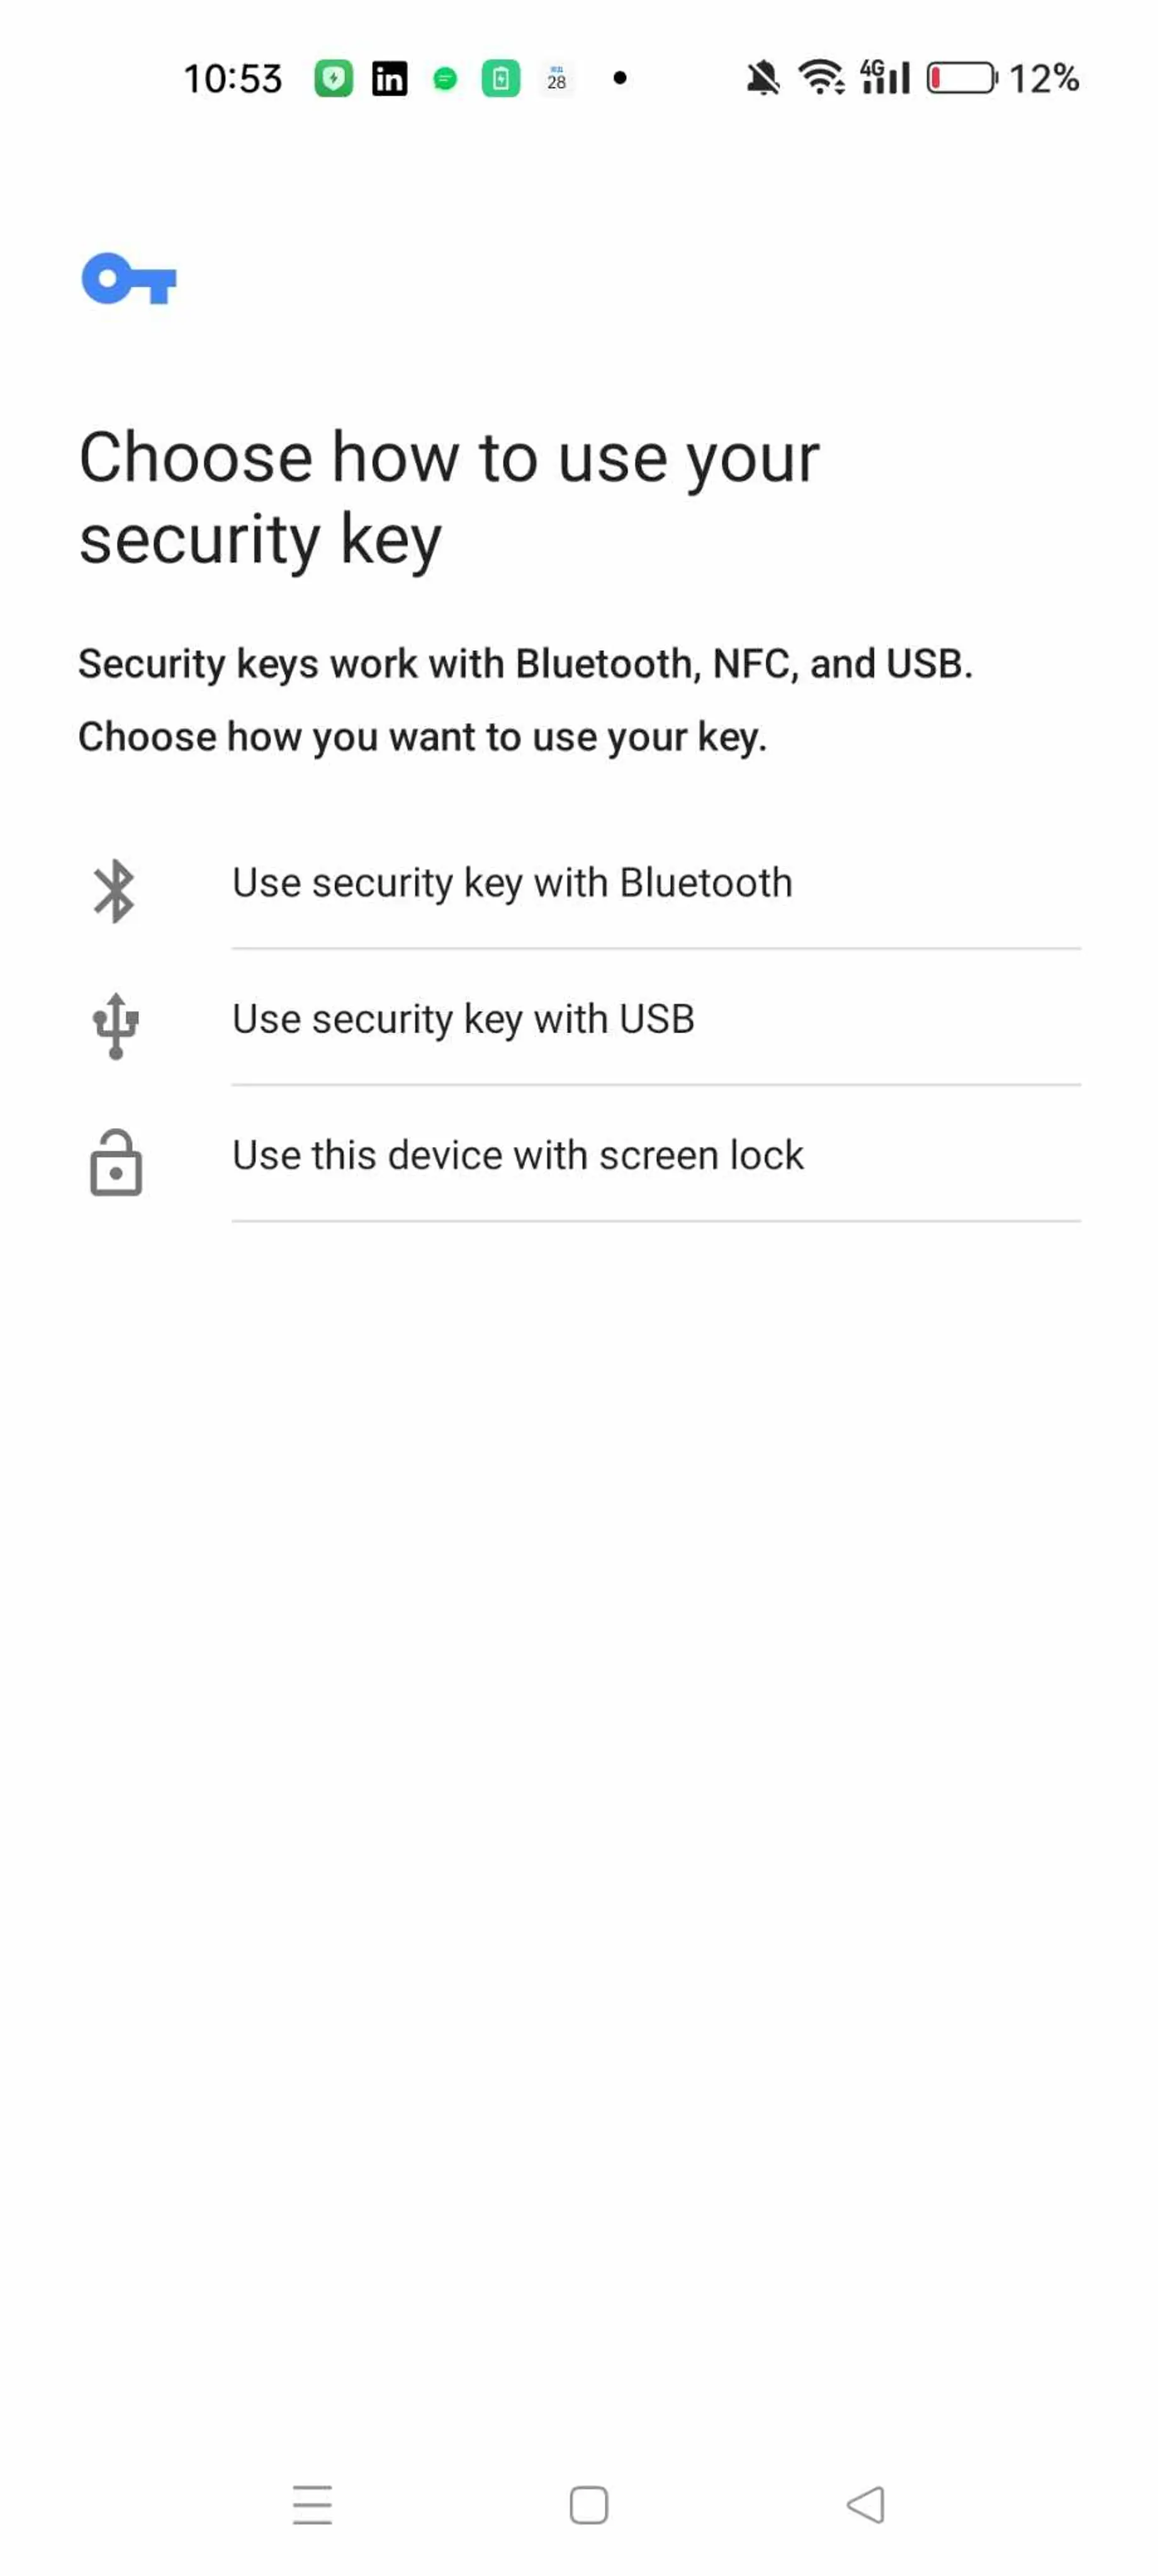 10:53 in 28 4G 12%
Choose how to use your
security key
Security keys work with Bluetooth, NFC, and USB.
Choose how you want to use your key.
Use security key with Bluetooth
Use security key with USB
Use this device with screen lock